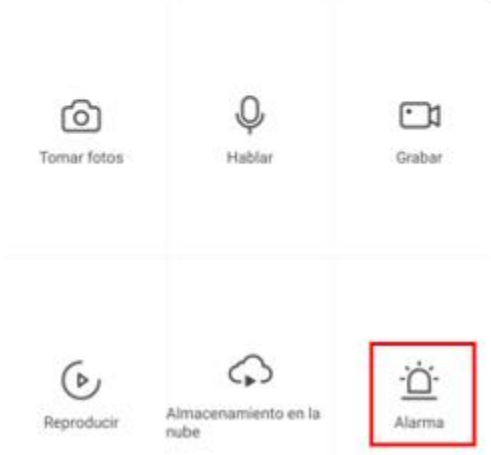 Tomar fotos
Hablar
Grabar
Reproducir
Almacenamiento en la
nube
Alarma